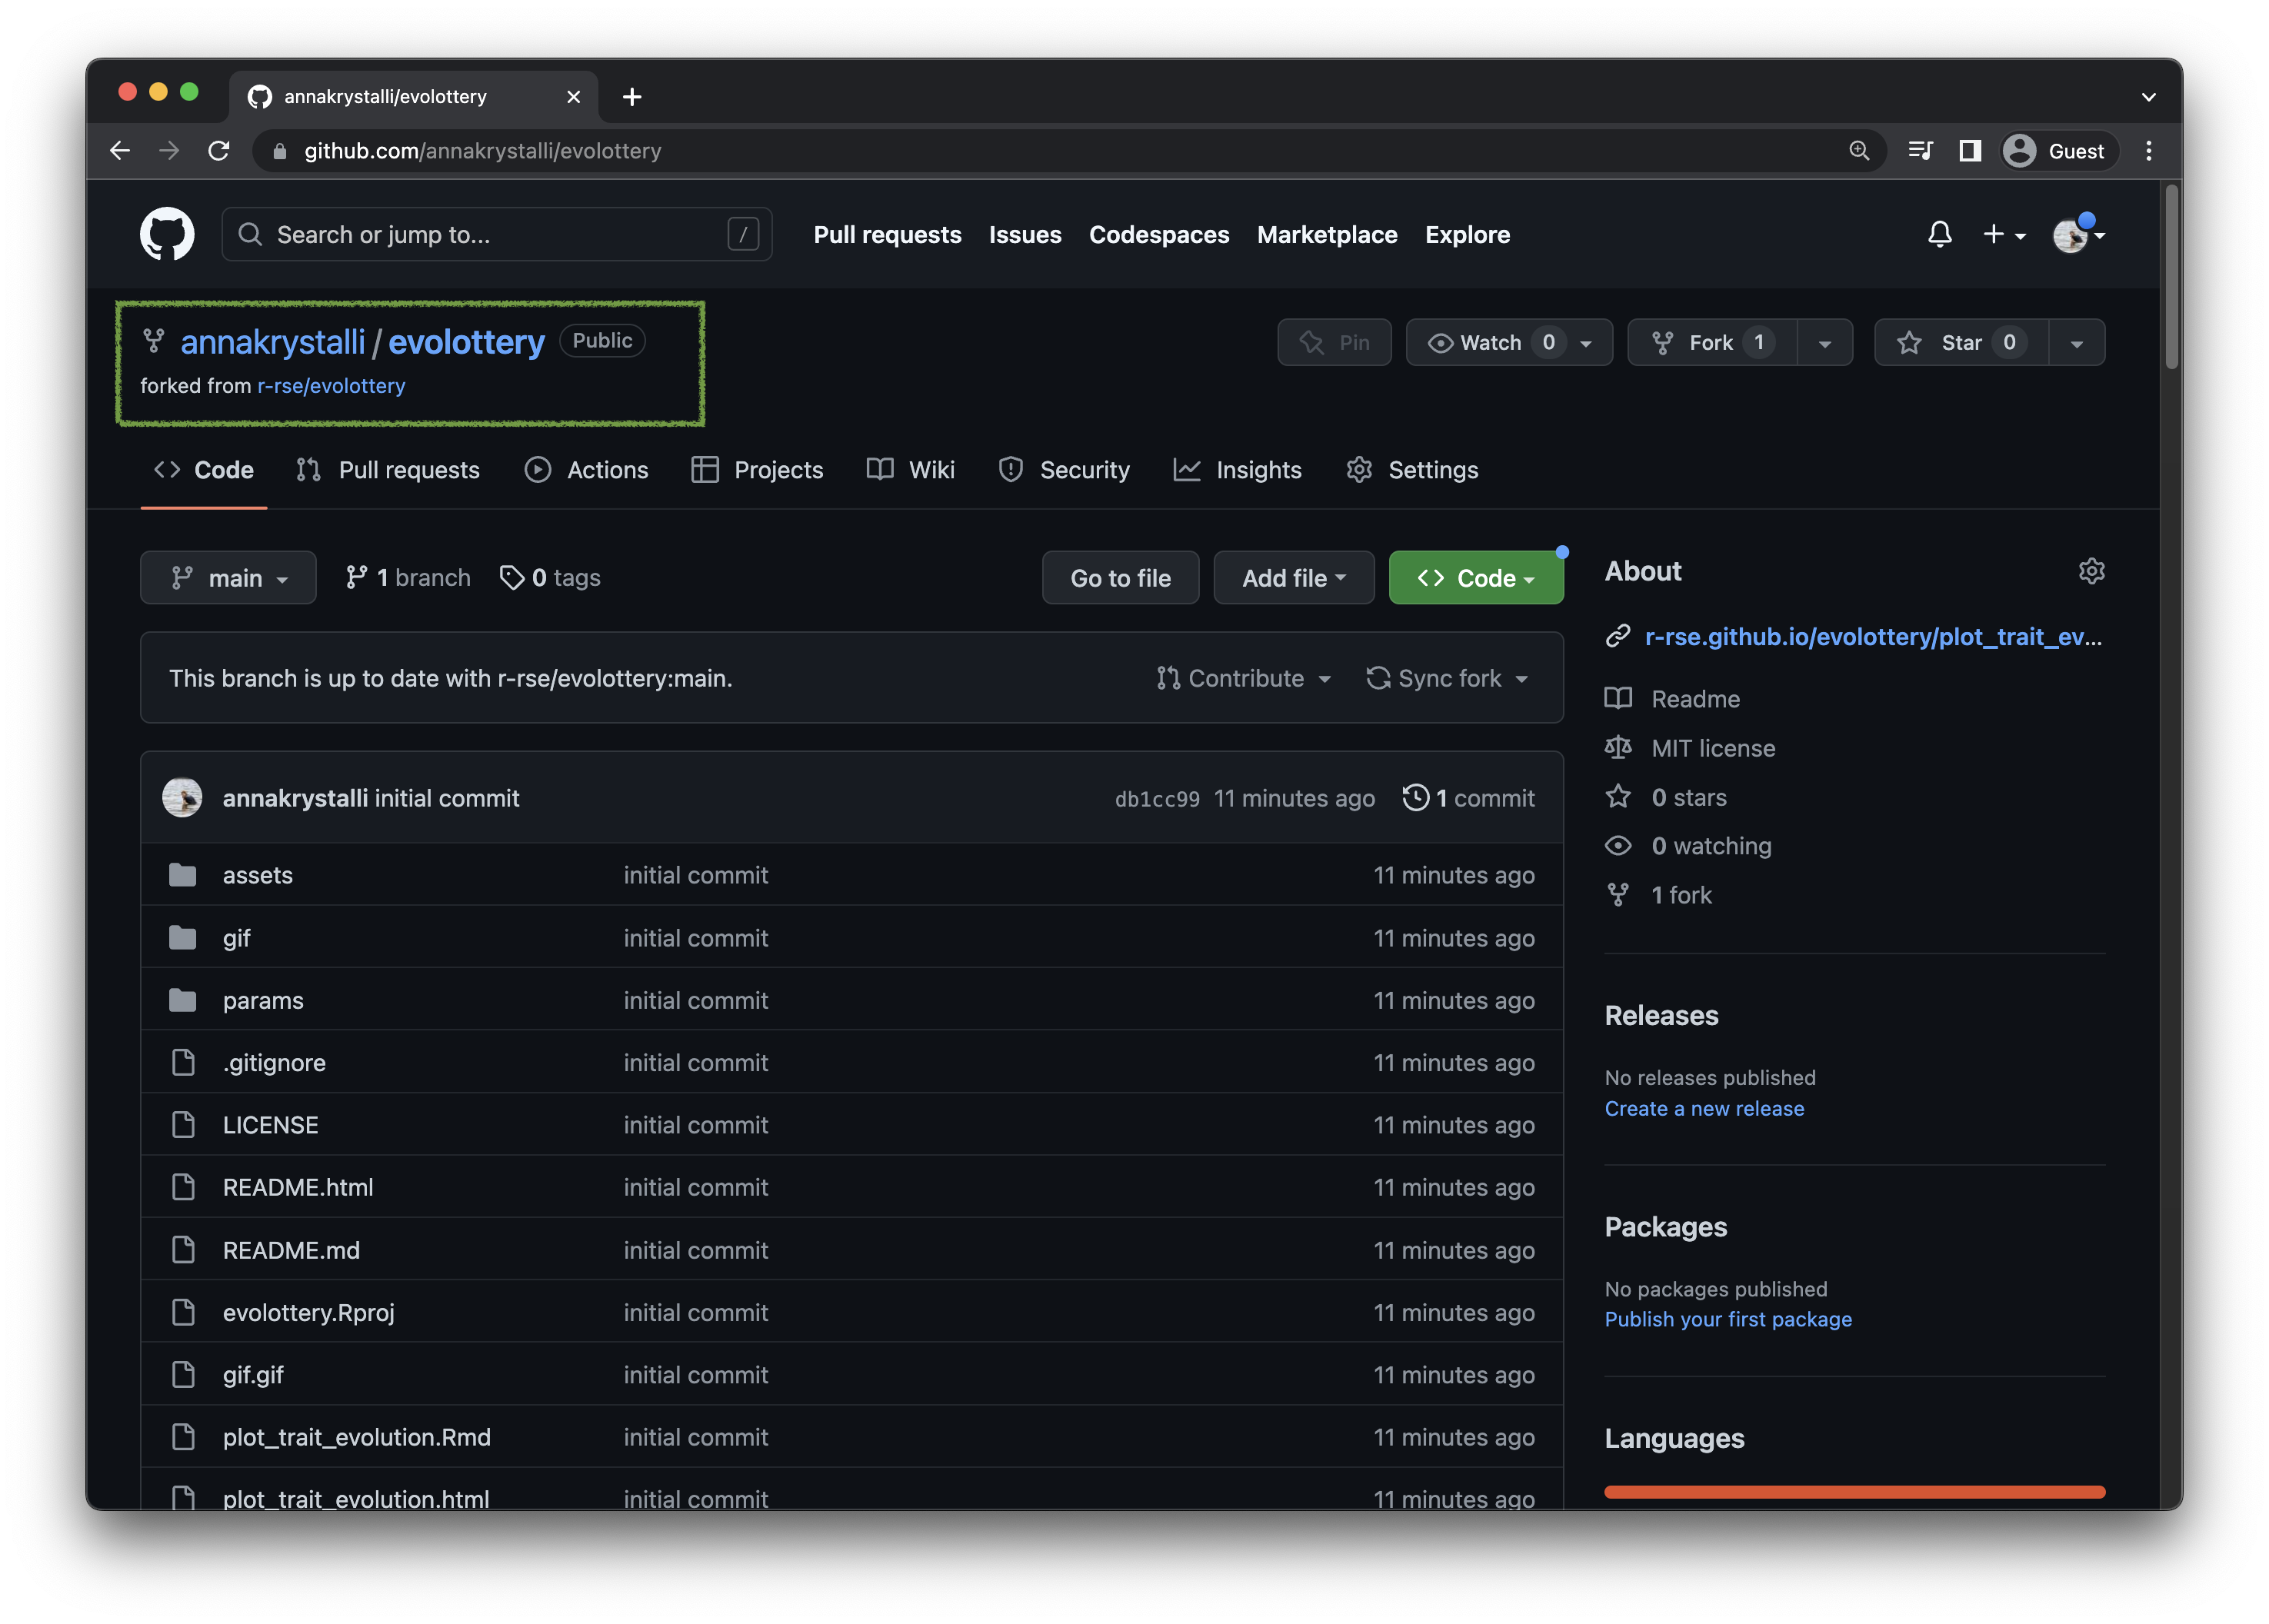 annakrystalli/evolottery
github.com/annakrystalli/evolottery
Guest
Search or jump to...
/
Pull requests
Issues
Codespaces
Marketplace
Explore
annakrystalli / evolottery Public
forked from r-rse/evolottery
Pin
Watch 0
Fork 1
Star 0
Code
Pull requests
Actions
Projects
Wiki
Security
Insights
Settings
main
1 branch
0 tags
Go to file
Add file
Code
This branch is up to date with r-rse/evolottery:main.
Contribute
Sync fork
annakrystalli initial commit db1cc99 11 minutes ago 1 commit
assets initial commit 11 minutes ago
gif initial commit 11 minutes ago
params initial commit 11 minutes ago
.gitignore initial commit 11 minutes ago
LICENSE initial commit 11 minutes ago
README.html initial commit 11 minutes ago
README.md initial commit 11 minutes ago
evolottery.Rproj initial commit 11 minutes ago
gif.gif initial commit 11 minutes ago
plot_trait_evolution.Rmd initial commit 11 minutes ago
plot_trait_evolution.html initial commit 11 minutes ago
About
r-rse.github.io/evolottery/plot_trait_ev...
Readme
MIT license
0 stars
0 watching
1 fork
Releases
No releases published
Create a new release
Packages
No packages published
Publish your first package
Languages